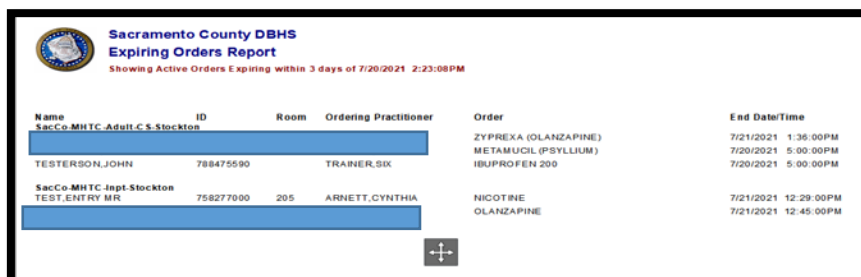 Sacramento County DBHS
Expiring Orders Report
Showing Active Orders Expiring within 3 days of 7/20/2021 2:23:08PM
Name ID Room Ordering Practitioner Order End Date/Time
SacCo-MHTC-Adult-CS-Stockton
ZYPREXA (OLANZAPINE) 7/21/2021 1:36:00PM
METAMUCIL (PSYLLIUM) 7/20/2021 5:00:00PM
TESTERSON,JOHN 788475590 TRAINER,SIX IBUPROFEN 200 7/20/2021 5:00:00PM
SacCo-MHTC-Inpt-Stockton
TEST,ENTRY MR 758277000 205 ARNETT,CYNTHIA NICOTINE 7/21/2021 12:29:00PM
OLANZAPINE 7/21/2021 12:45:00PM